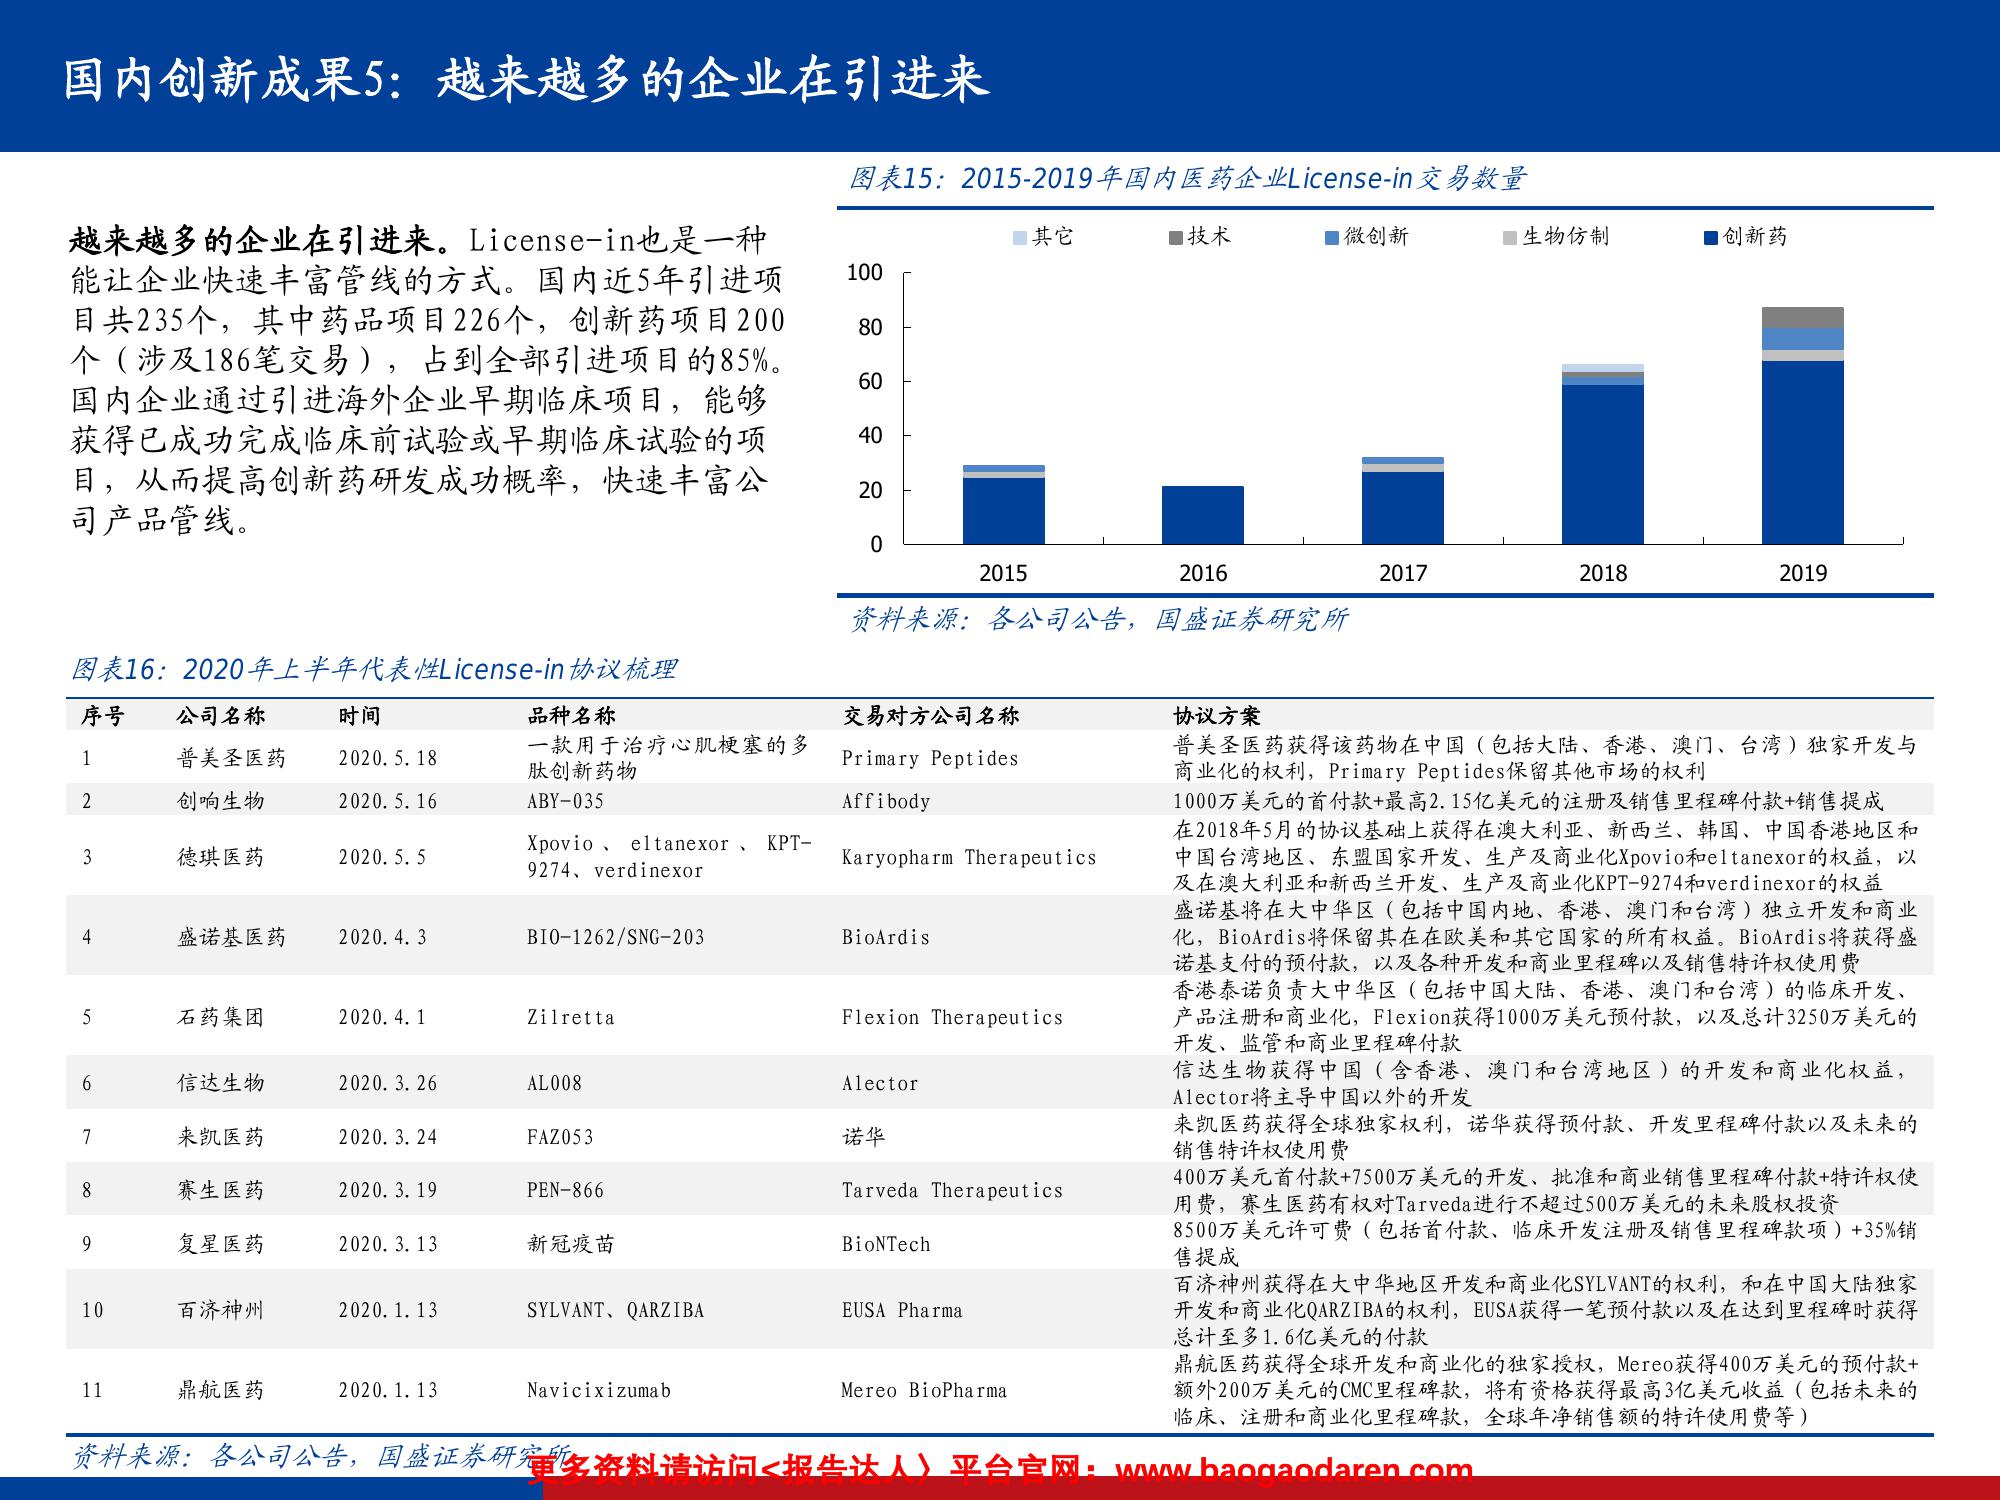 国内创新成果5：越来越多的企业在引进来
越来越多的企业在引进来。License-in也是一种
能让企业快速丰富管线的方式。国内近5年引进项
目共235个，其中药品项目226个，创新药项目200
个（涉及186笔交易），占到全部引进项目的85%。
国内企业通过引进海外企业早期临床项目，能够
获得已成功完成临床前试验或早期临床试验的项
目，从而提高创新药研发成功概率，快速丰富公
司产品管线。
图表15：2015-2019年国内医药企业License-in交易数量
其它 技术 微创新 生物仿制 创新药
100
80
60
40
20
0
2015 2016 2017 2018 2019
资料来源：各公司公告，国盛证券研究所
图表16：2020年上半年代表性License-in协议梳理
序号 公司名称 时间 品种名称 交易对方公司名称 协议方案
1 普美圣医药 2020.5.18 一款用于治疗心肌梗塞的多
肽创新药物 Primary Peptides 普美圣医药获得该药物在中国（包括大陆、香港、澳门、台湾）独家开发与
商业化的权利，Primary Peptides保留其他市场的权利
2 创响生物 2020.5.16 ABY-035 Affibody 1000万美元的首付款+最高2.15亿美元的注册及销售里程碑付款+销售提成
3 德琪医药 2020.5.5 Xpovio 、 eltanexor 、 KPT-
9274、verdinexor Karyopharm Therapeutics 在2018年5月的协议基础上获得在澳大利亚、新西兰、韩国、中国香港地区和
中国台湾地区、东盟国家开发、生产及商业化Xpovio和eltanexor的权益，以
及在澳大利亚和新西兰开发、生产及商业化KPT-9274和verdinexor的权益
4 盛诺基医药 2020.4.3 BIO-1262/SNG-203 BioArdis 盛诺基将在大中华区（包括中国内地、香港、澳门和台湾）独立开发和商业
化，BioArdis将保留其在在欧美和其它国家的所有权益。BioArdis将获得盛
诺基支付的预付款，以及各种开发和商业里程碑以及销售特许权使用费
5 石药集团 2020.4.1 Zilretta Flexion Therapeutics 香港泰诺负责大中华区（包括中国大陆、香港、澳门和台湾）的临床开发、
产品注册和商业化，Flexion获得1000万美元预付款，以及总计3250万美元的
开发、监管和商业里程碑付款
6 信达生物 2020.3.26 AL008 Alector 信达生物获得中国（含香港、澳门和台湾地区）的开发和商业化权益，
Alector将主导中国以外的开发
7 来凯医药 2020.3.24 FAZ053 诺华 来凯医药获得全球独家权利，诺华获得预付款、开发里程碑付款以及未来的
销售特许权使用费
8 赛生医药 2020.3.19 PEN-866 Tarveda Therapeutics 400万美元首付款+7500万美元的开发、批准和商业销售里程碑付款+特许权使
用费，赛生医药有权对Tarveda进行不超过500万美元的未来股权投资
9 复星医药 2020.3.13 新冠疫苗 BioNTech 8500万美元许可费（包括首付款、临床开发注册及销售里程碑款项）+35%销
售提成
10 百济神州 2020.1.13 SYLVANT、QARZIBA EUSA Pharma 百济神州获得在大中华地区开发和商业化SYLVANT的权利，和在中国大陆独家
开发和商业化QARZIBA的权利，EUSA获得一笔预付款以及在达到里程碑时获得
总计至多1.6亿美元的付款
11 鼎航医药 2020.1.13 Navicixizumab Mereo BioPharma 鼎航医药获得全球开发和商业化的独家授权，Mereo获得400万美元的预付款+
额外200万美元的CMC里程碑款，将有资格获得最高3亿美元收益（包括未来的
临床、注册和商业化里程碑款，全球年净销售额的特许使用费等）
资料来源：各公司公告，国盛证券研究所
更多资料请访问<报告达人〉平台官网：www.baogaodaren.com